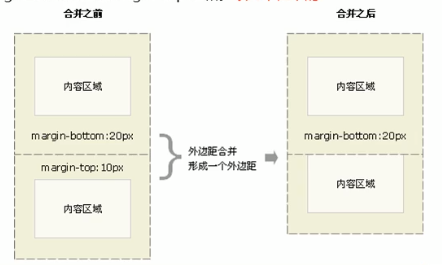 合并之前
合并之后
内容区域
margin-bottom:20px
margin-top:10px
内容区域
外边距合并
形成一个外边距
内容区域
margin-bottom:20px
内容区域